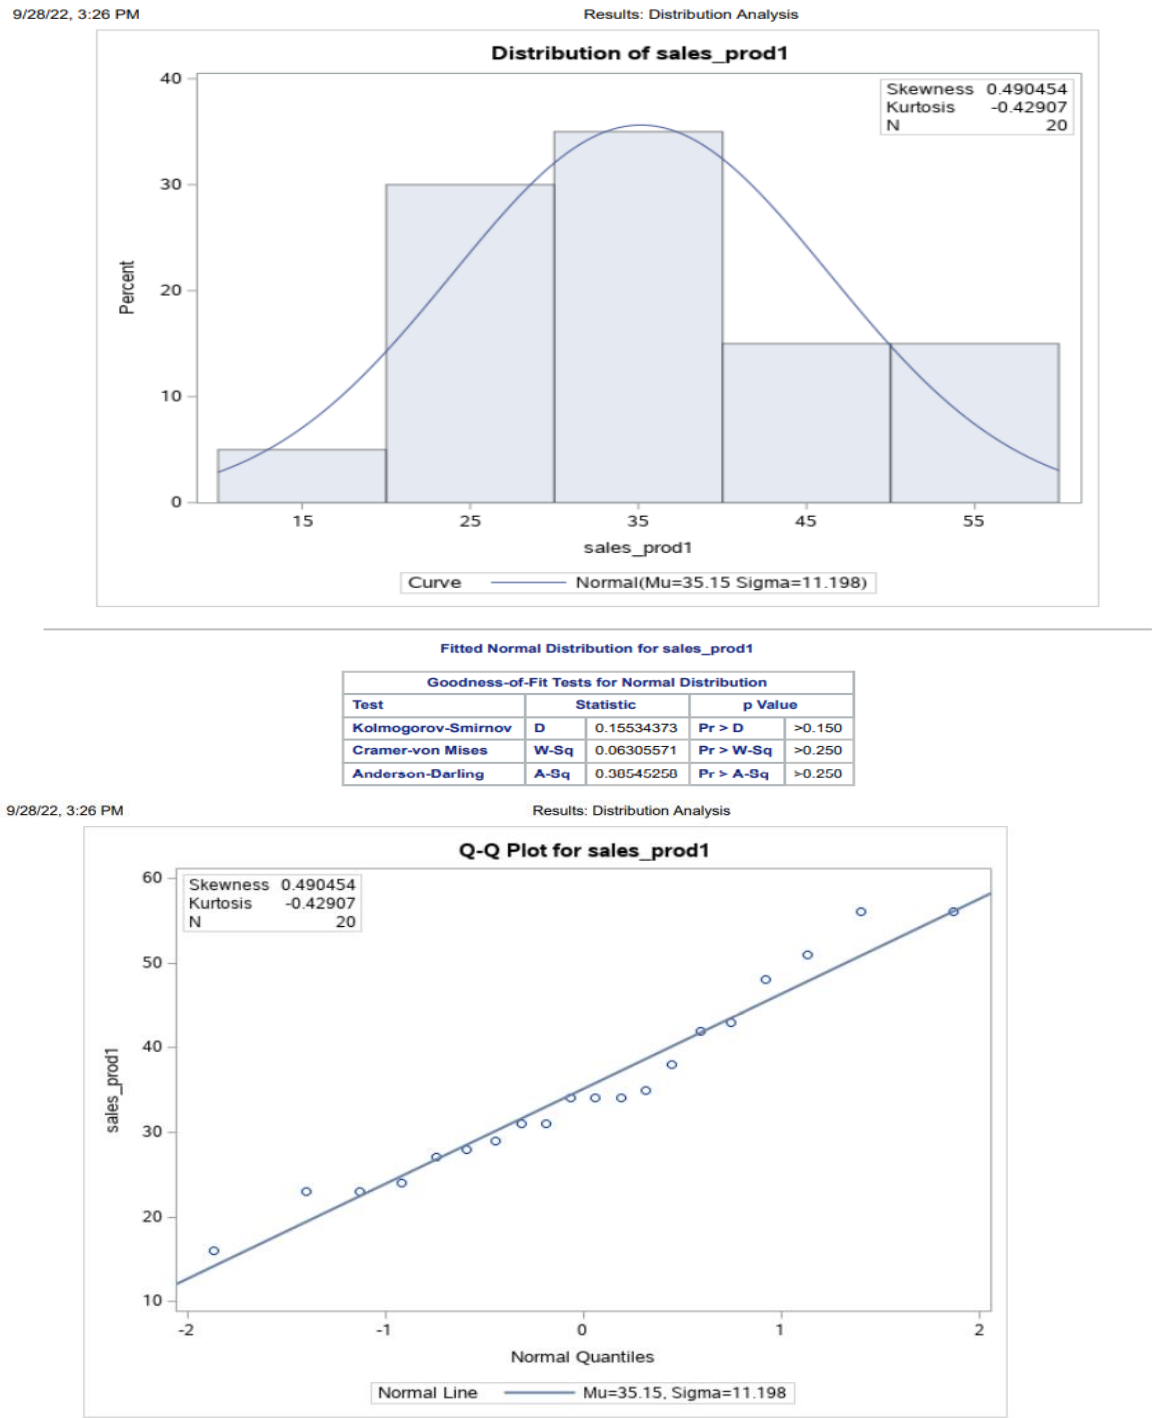 9/28/22, 3:26 PM Results: Distribution Analysis
Distribution of sales_prod1
Skewness 0.490454
Kurtosis -0.42907
N 20
40
30
20
10
0
Percent
15 25 35 45 55
sales_prod1
Curve Normal(Mu=35.15 Sigma=11.198)
Fitted Normal Distribution for sales_prod1
Goodness-of-Fit Tests for Normal Distribution
Test Statistic p Value
Kolmogorov-Smirnov D 0.15534373 Pr > D >0.150
Cramer-von Mises W-Sq 0.06305571 Pr > W-Sq >0.250
Anderson-Darling A-Sq 0.38545258 Pr > A-Sq >0.250
9/28/22, 3:26 PM Results: Distribution Analysis
Q-Q Plot for sales_prod1
Skewness 0.490454
Kurtosis -0.42907
N 20
60
50
40
30
20
10
sales_prod1
-2 -1 0 1 2
Normal Quantiles
Normal Line Mu=35.15, Sigma=11.198